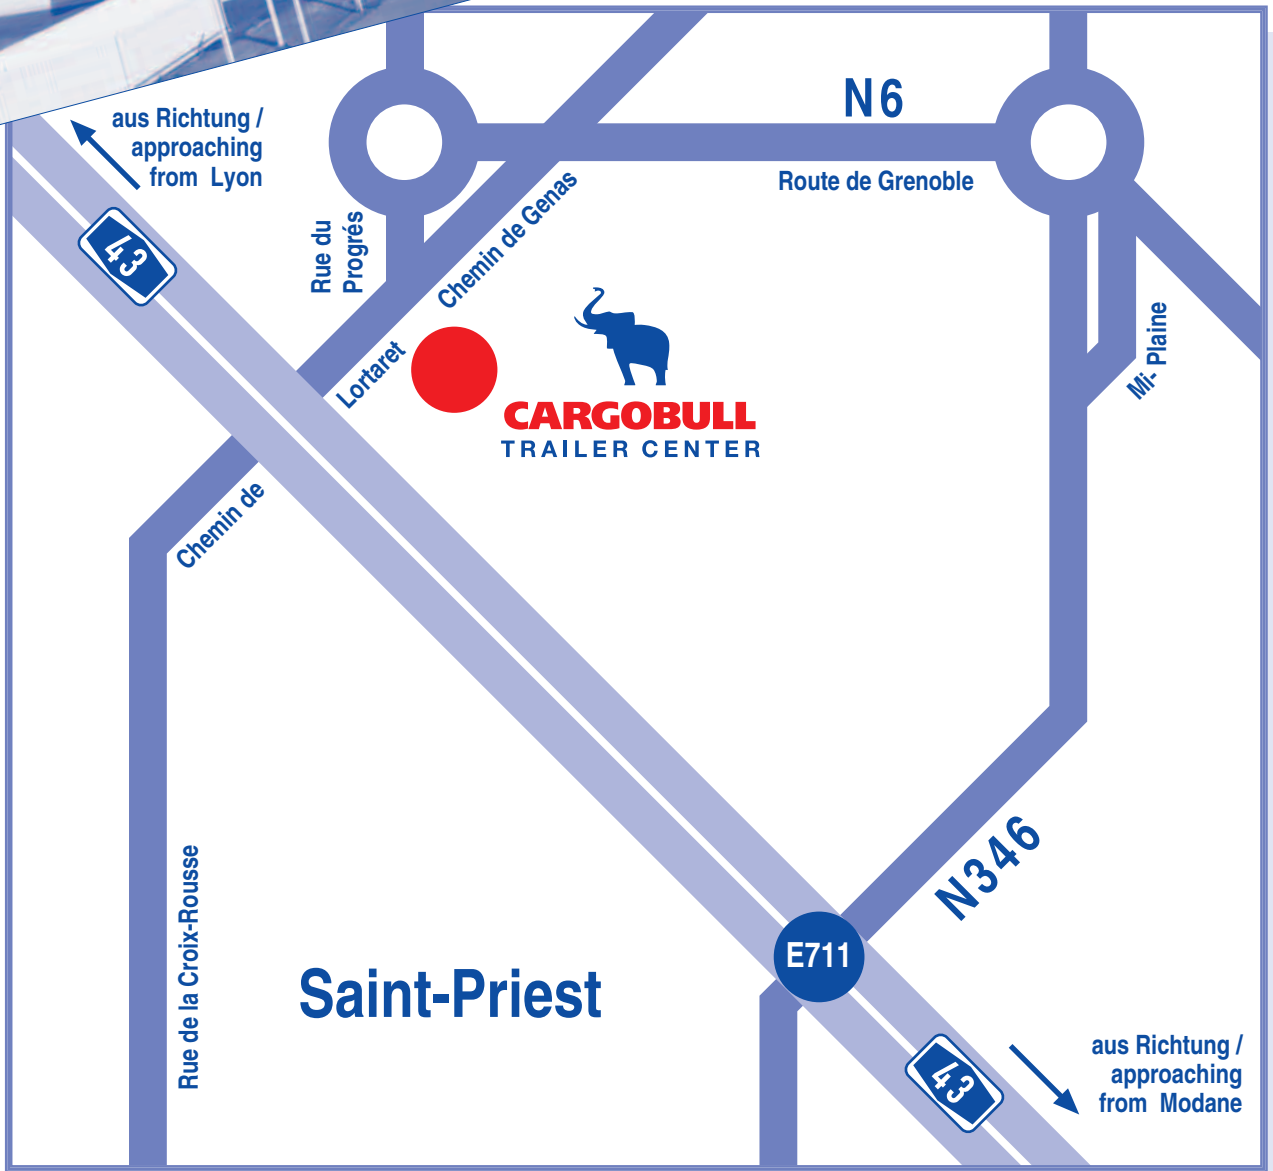 aus Richtung /
approaching
from Lyon
N6
Route de Grenoble
43
Rue du
Progrés
Chemin de Genas
Lortaret
Mi- Plaine
CARGOBULL
TRAILER CENTER
Chemin de
Rue de la Croix-Rousse
N346
E711
Saint-Priest
43
aus Richtung /
approaching
from Modane